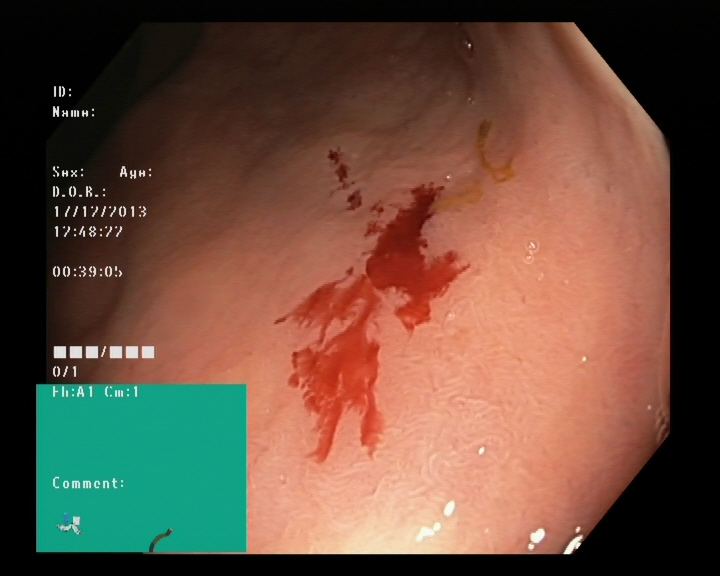 ID:
Name:
Sex: Age:
D.O.B.:
17/12/2013
12:48:22
00:39:05
■■■/■■■
0/1
Eh:A1 Cm:1
Comment: